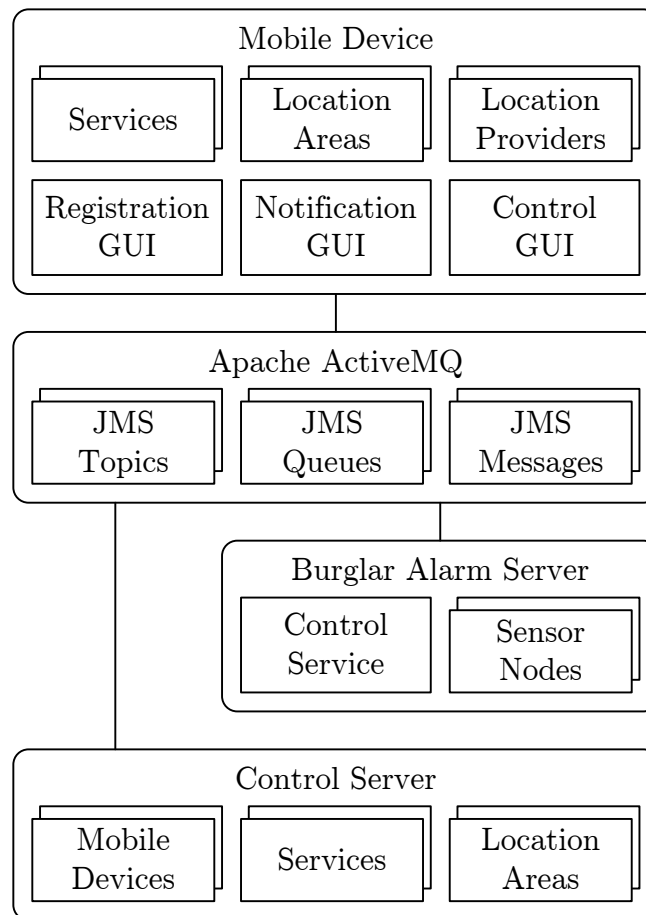 Mobile Device
Services
Location
Areas
Location
Providers
Registration
GUI
Notification
GUI
Control
GUI
Apache ActiveMQ
JMS
Topics
JMS
Queues
JMS
Messages
Burglar Alarm Server
Control
Service
Sensor
Nodes
Control Server
Mobile
Devices
Services
Location
Areas